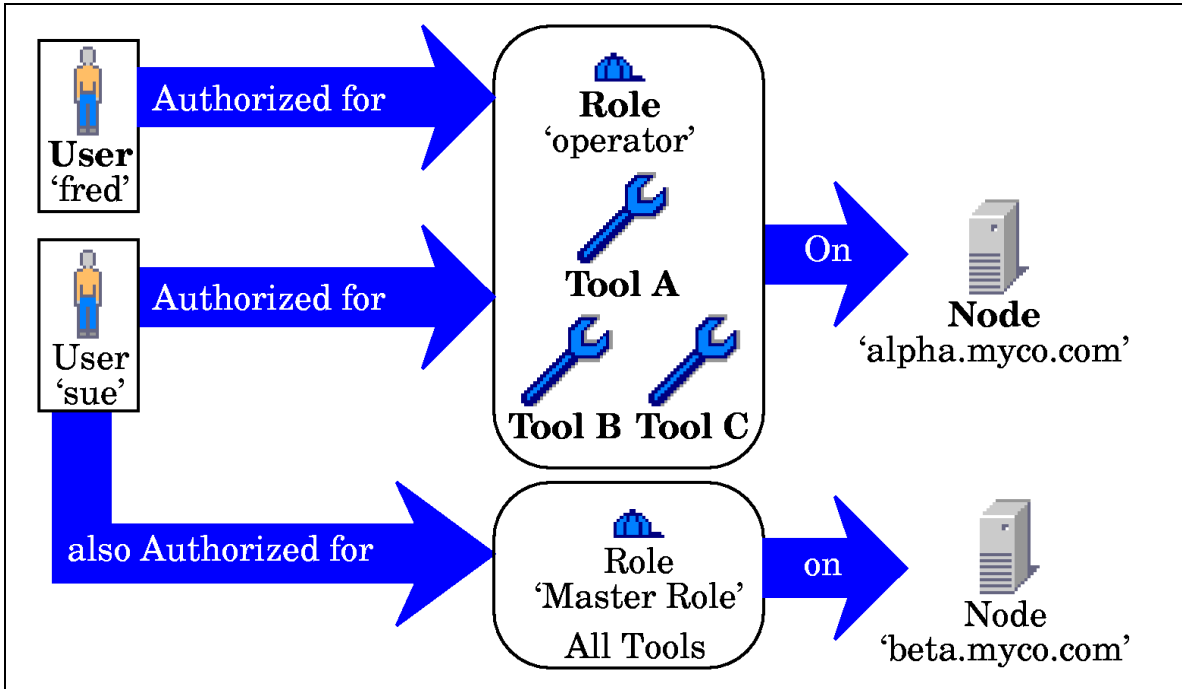 Authorized for
User
‘fred’
Role
‘operator’
Tool A
Tool B
Tool C
On
Node
‘alpha.myco.com’
Authorized for
User
‘sue’
also Authorized for
Role
‘Master Role’
All Tools
on
Node
‘beta.myco.com’